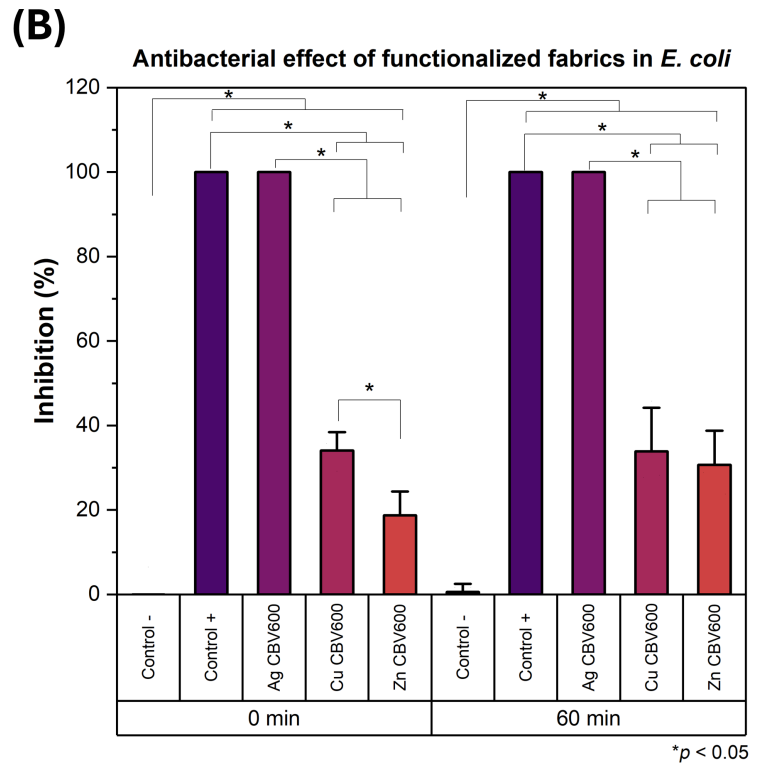 (B)
Antibacterial effect of functionalized fabrics in E. coli
Inhibition (%)
120
100
80
60
40
20
0
*
*
*
*
*
*
*
Control -
Control +
Ag CBV600
Cu CBV600
Zn CBV600
Control -
Control +
Ag CBV600
Cu CBV600
Zn CBV600
0 min
60 min
*p < 0.05